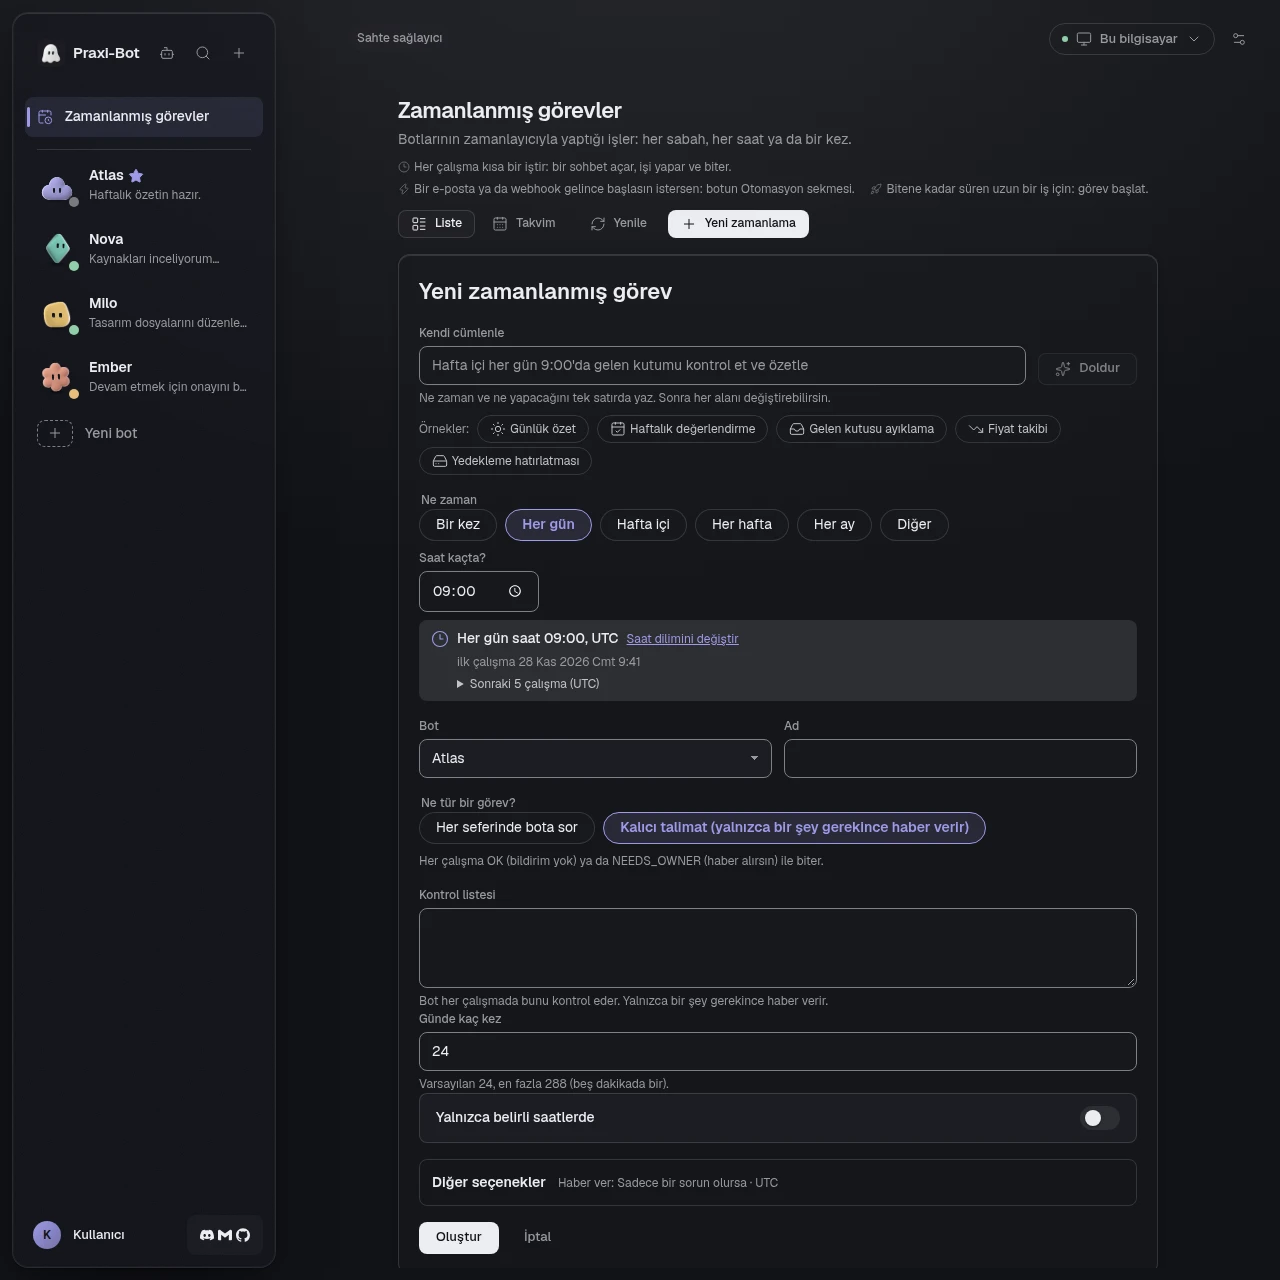 Praxi-Bot
Zamanlanmış görevler
Atlas
Haftalık özetin hazır.
Nova
Kaynakları inceliyorum…
Milo
Tasarım dosyalarını düzenle…
Ember
Devam etmek için onayını b…
Yeni bot
K
Kullanıcı
Sahte sağlayıcı
Bu bilgisayar
Zamanlanmış görevler
Botlarının zamanlayıcıyla yaptığı işler: her sabah, her saat ya da bir kez.
Her çalışma kısa bir iştir: bir sohbet açar, işi yapar ve biter.
Bir e-posta ya da webhook gelince başlasın istersen: botun Otomasyon sekmesi. Bitene kadar süren uzun bir iş için: görev başlat.
Liste Takvim Yenile Yeni zamanlama
Yeni zamanlanmış görev
Kendi cümlenle
Hafta içi her gün 9:00'da gelen kutumu kontrol et ve özetle
Doldur
Ne zaman ve ne yapacağını tek satırda yaz. Sonra her alanı değiştirebilirsin.
Örnekler: Günlük özet Haftalık değerlendirme Gelen kutusu ayıklama Fiyat takibi
Yedekleme hatırlatması
Ne zaman
Bir kez Her gün Hafta içi Her hafta Her ay Diğer
Saat kaçta?
09:00
Her gün saat 09:00, UTC Saat dilimini değiştir
ilk çalışma 28 Kas 2026 Cmt 9:41
Sonraki 5 çalışma (UTC)
Bot Ad
Atlas
Ne tür bir görev?
Her seferinde bota sor Kalıcı talimat (yalnızca bir şey gerekince haber verir)
Her çalışma OK (bildirim yok) ya da NEEDS_OWNER (haber alırsın) ile biter.
Kontrol listesi
Bot her çalışmada bunu kontrol eder. Yalnızca bir şey gerekince haber verir.
Günde kaç kez
24
Varsayılan 24, en fazla 288 (beş dakikada bir).
Yalnızca belirli saatlerde
Diğer seçenekler Haber ver: Sadece bir sorun olursa · UTC
Oluştur İptal